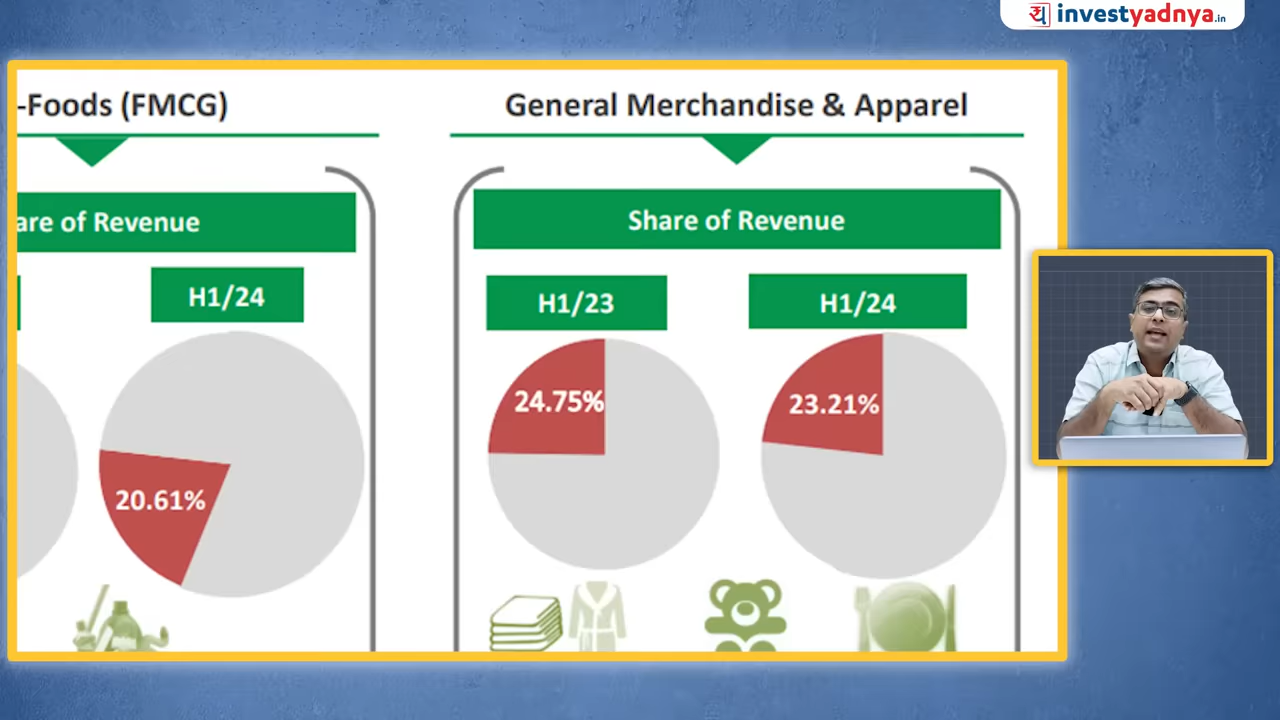 य investyadnya.in
-Foods (FMCG)
General Merchandise & Apparel
are of Revenue
Share of Revenue
H1/24
H1/23
H1/24
20.61%
24.75%
23.21%